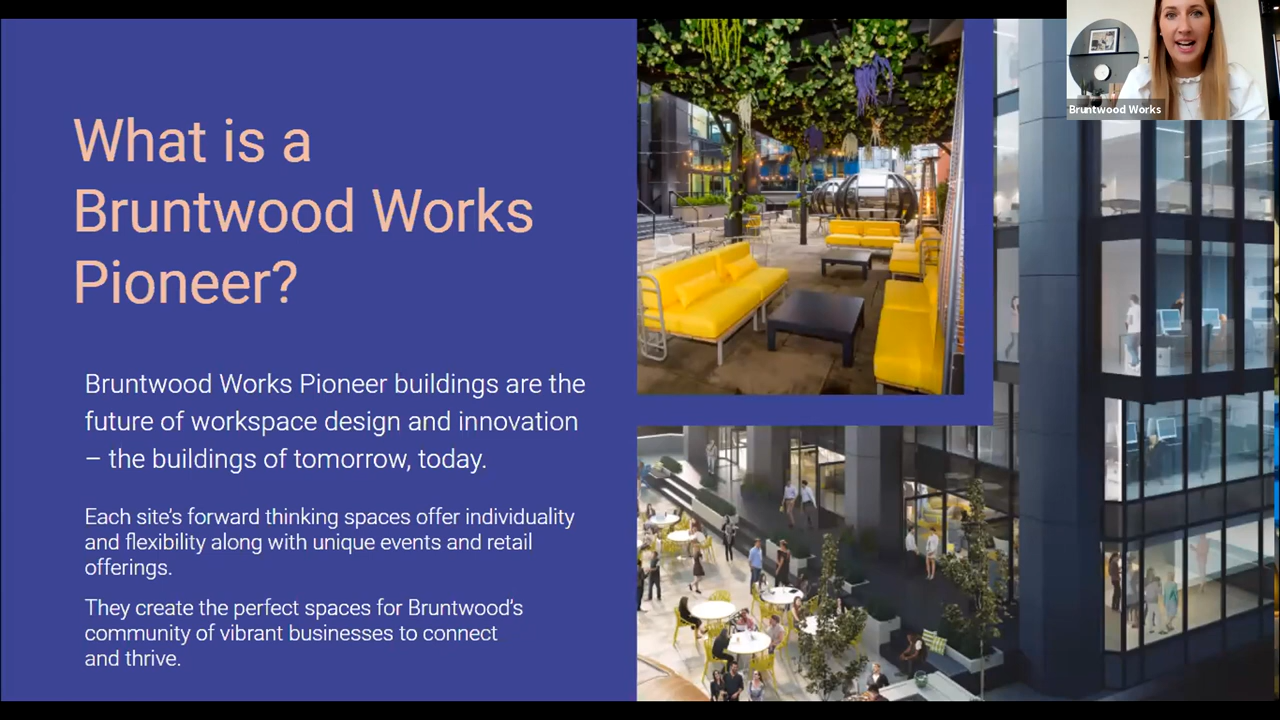 What is a
Bruntwood Works
Pioneer?
Bruntwood Works Pioneer buildings are the
future of workspace design and innovation
– the buildings of tomorrow, today.
Each site’s forward thinking spaces offer individuality
and flexibility along with unique events and retail
offerings.
They create the perfect spaces for Bruntwood’s
community of vibrant businesses to connect
and thrive.
Bruntwood Works